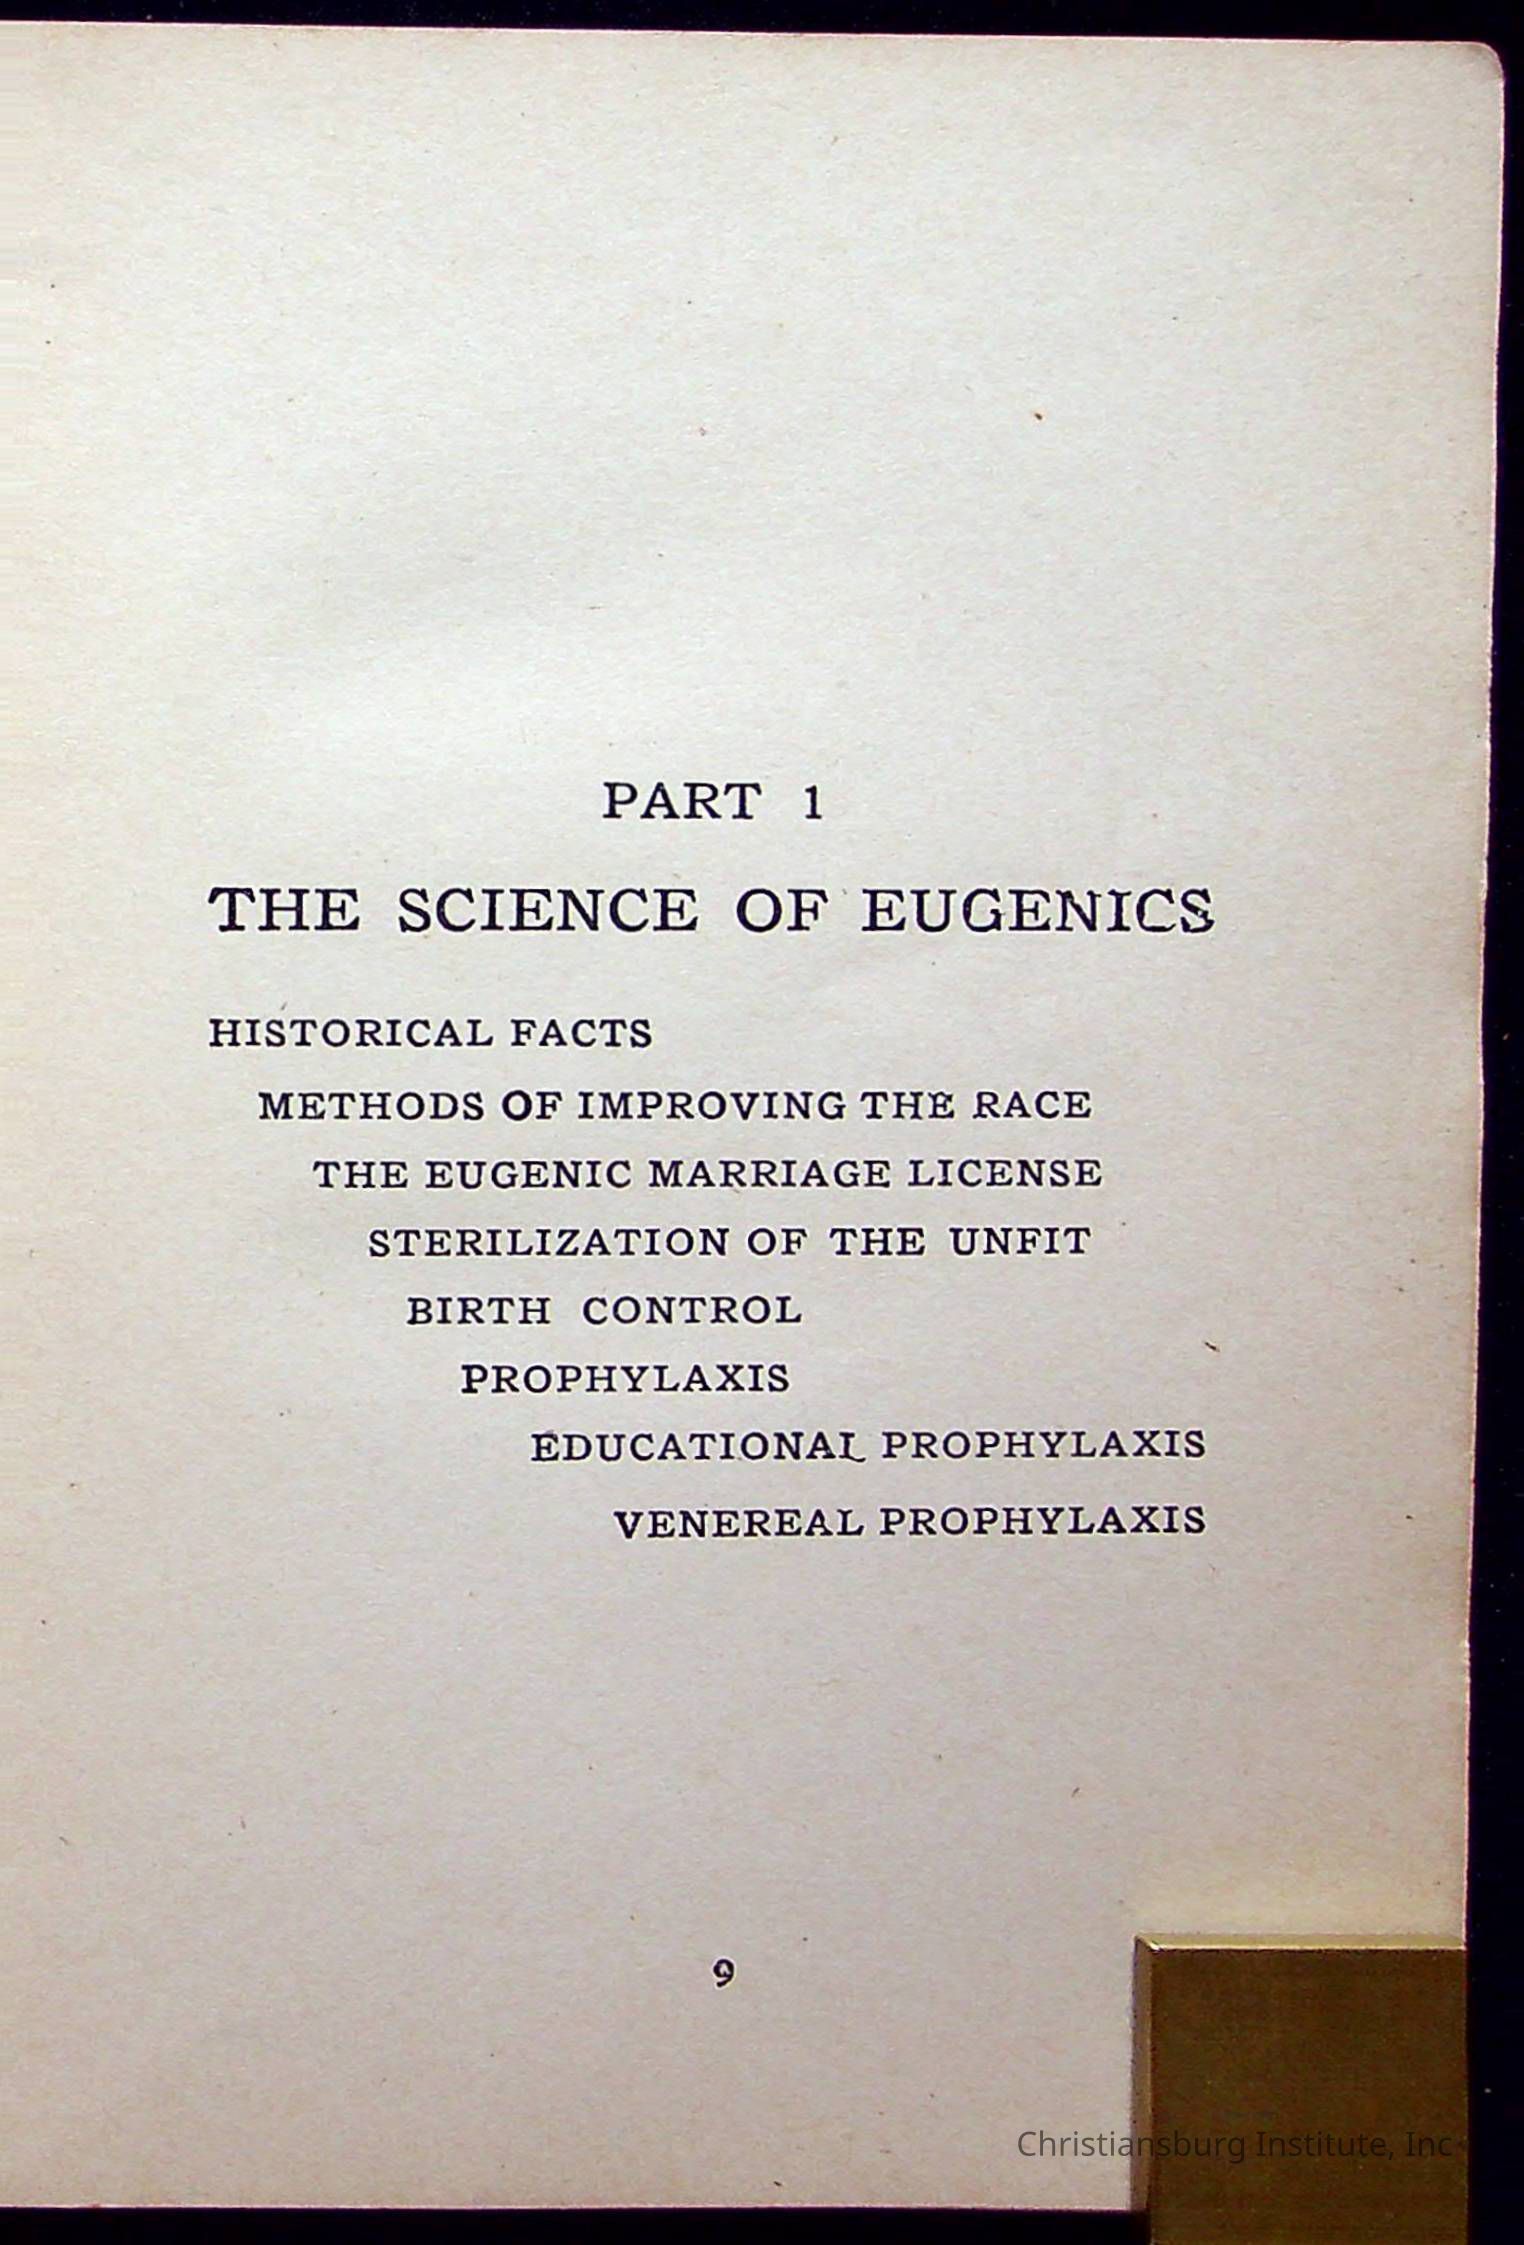 PART 1
THE SCIENCE OF EUGENICS
HISTORICAL FACTS
METHODS OF IMPROVING THE RACE
THE EUGENIC MARRIAGE LICENSE
STERILIZATION OF THE UNFIT
BIRTH CONTROL
PROPHYLAXIS
EDUCATIONAL PROPHYLAXIS
VENEREAL PROPHYLAXIS
9
Christiansburg Institute, Inc